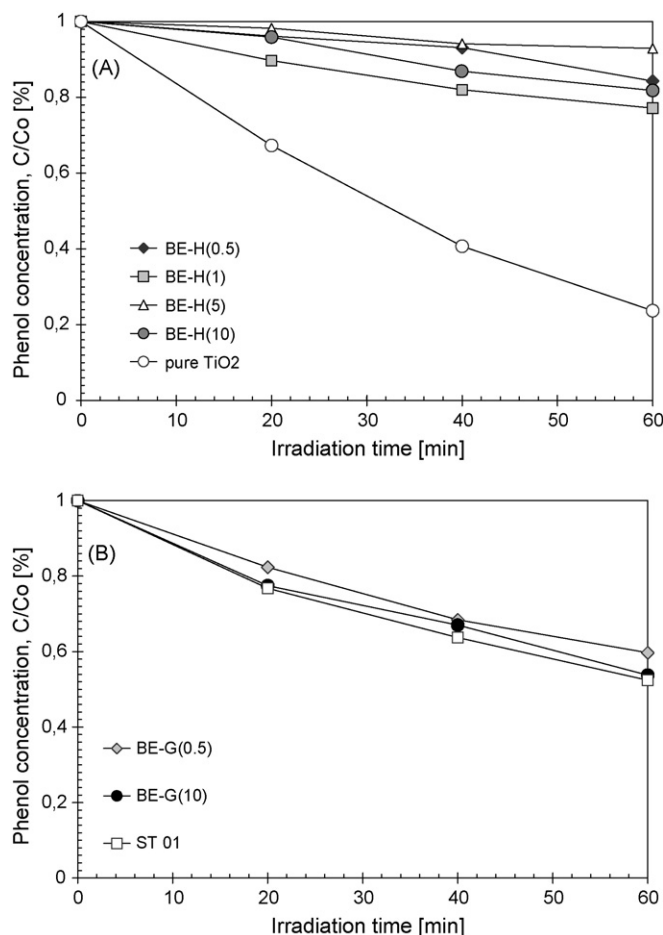 1
(A)
0,8
0,6
0,4
0,2
0
Phenol concentration, C/Co [%]
BE-H(0.5)
BE-H(1)
BE-H(5)
BE-H(10)
pure TiO2
0 10 20 30 40 50 60
Irradiation time [min]
1
(B)
0,8
0,6
0,4
0,2
0
Phenol concentration, C/Co [%]
BE-G(0.5)
BE-G(10)
ST 01
0 10 20 30 40 50 60
Irradiation time [min]